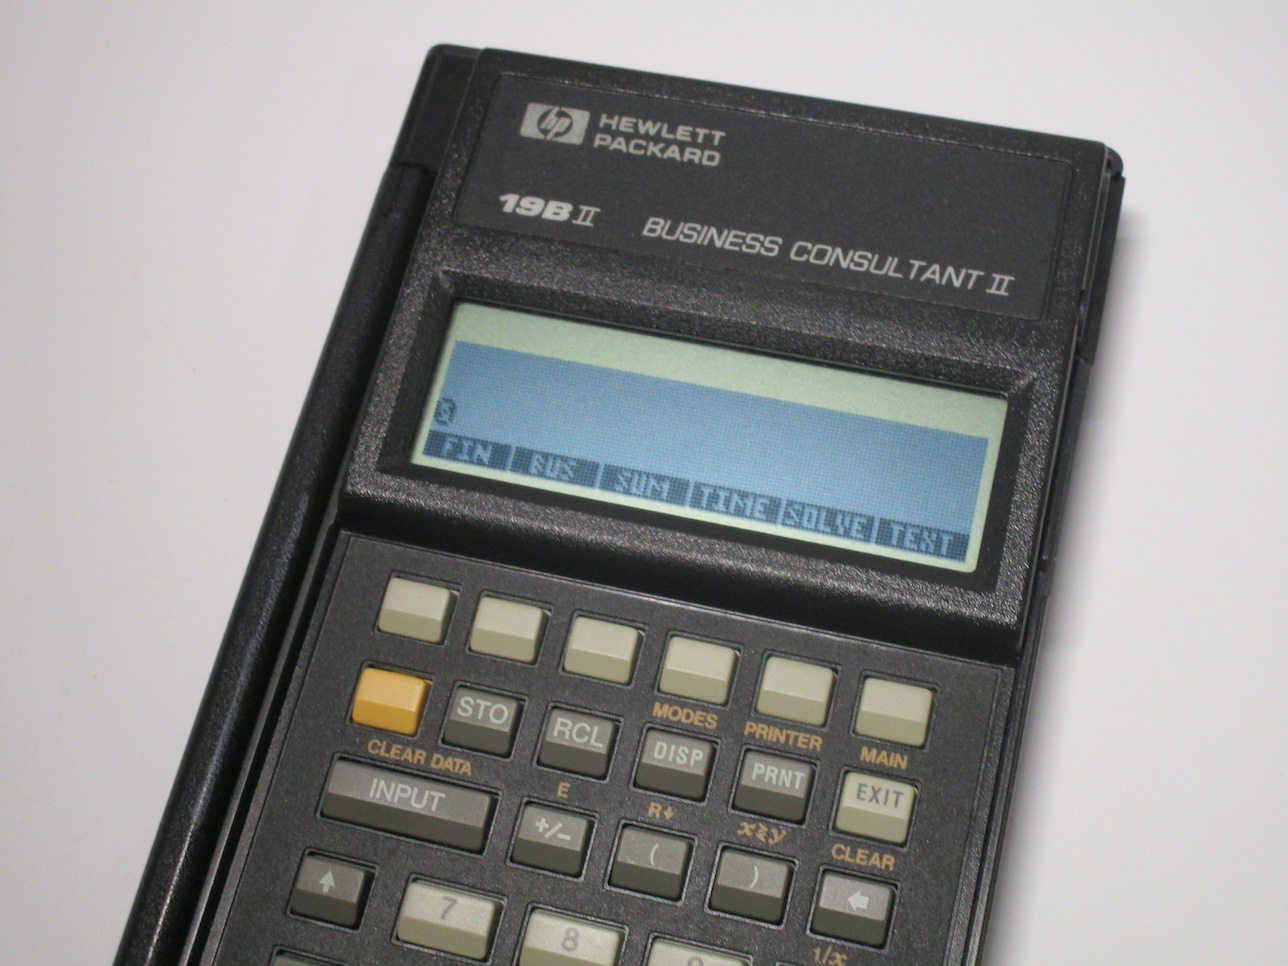 hp HEWLETT
PACKARD
19BII BUSINESS CONSULTANT II
FIN BUS SUM TIME SOLVE TEXT
MODES PRINTER MAIN
STO RCL DISP PRNT EXIT
CLEAR DATA E R↓ x≷y CLEAR
INPUT +/− ( ) ←
↑ 7 8 9 1/x